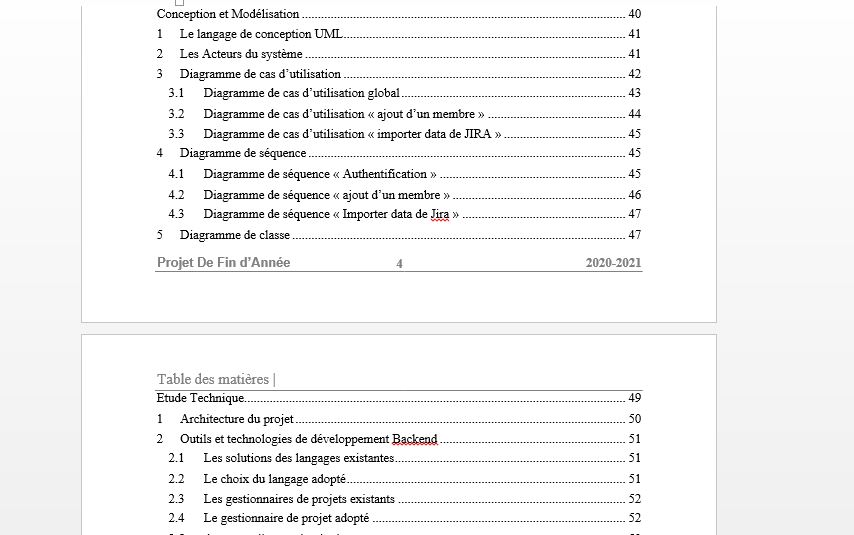 Conception et Modélisation 40
1 Le langage de conception UML 41
2 Les Acteurs du système 41
3 Diagramme de cas d’utilisation 42
3.1 Diagramme de cas d’utilisation global 43
3.2 Diagramme de cas d’utilisation « ajout d’un membre » 44
3.3 Diagramme de cas d’utilisation « importer data de JIRA » 45
4 Diagramme de séquence 45
4.1 Diagramme de séquence « Authentification » 45
4.2 Diagramme de séquence « ajout d’un membre » 46
4.3 Diagramme de séquence « Importer data de Jira » 47
5 Diagramme de classe 47
Projet De Fin d’Année 4 2020-2021
Table des matières |
Etude Technique 49
1 Architecture du projet 50
2 Outils et technologies de développement Backend 51
2.1 Les solutions des langages existantes 51
2.2 Le choix du langage adopté 51
2.3 Les gestionnaires de projets existants 52
2.4 Le gestionnaire de projet adopté 52